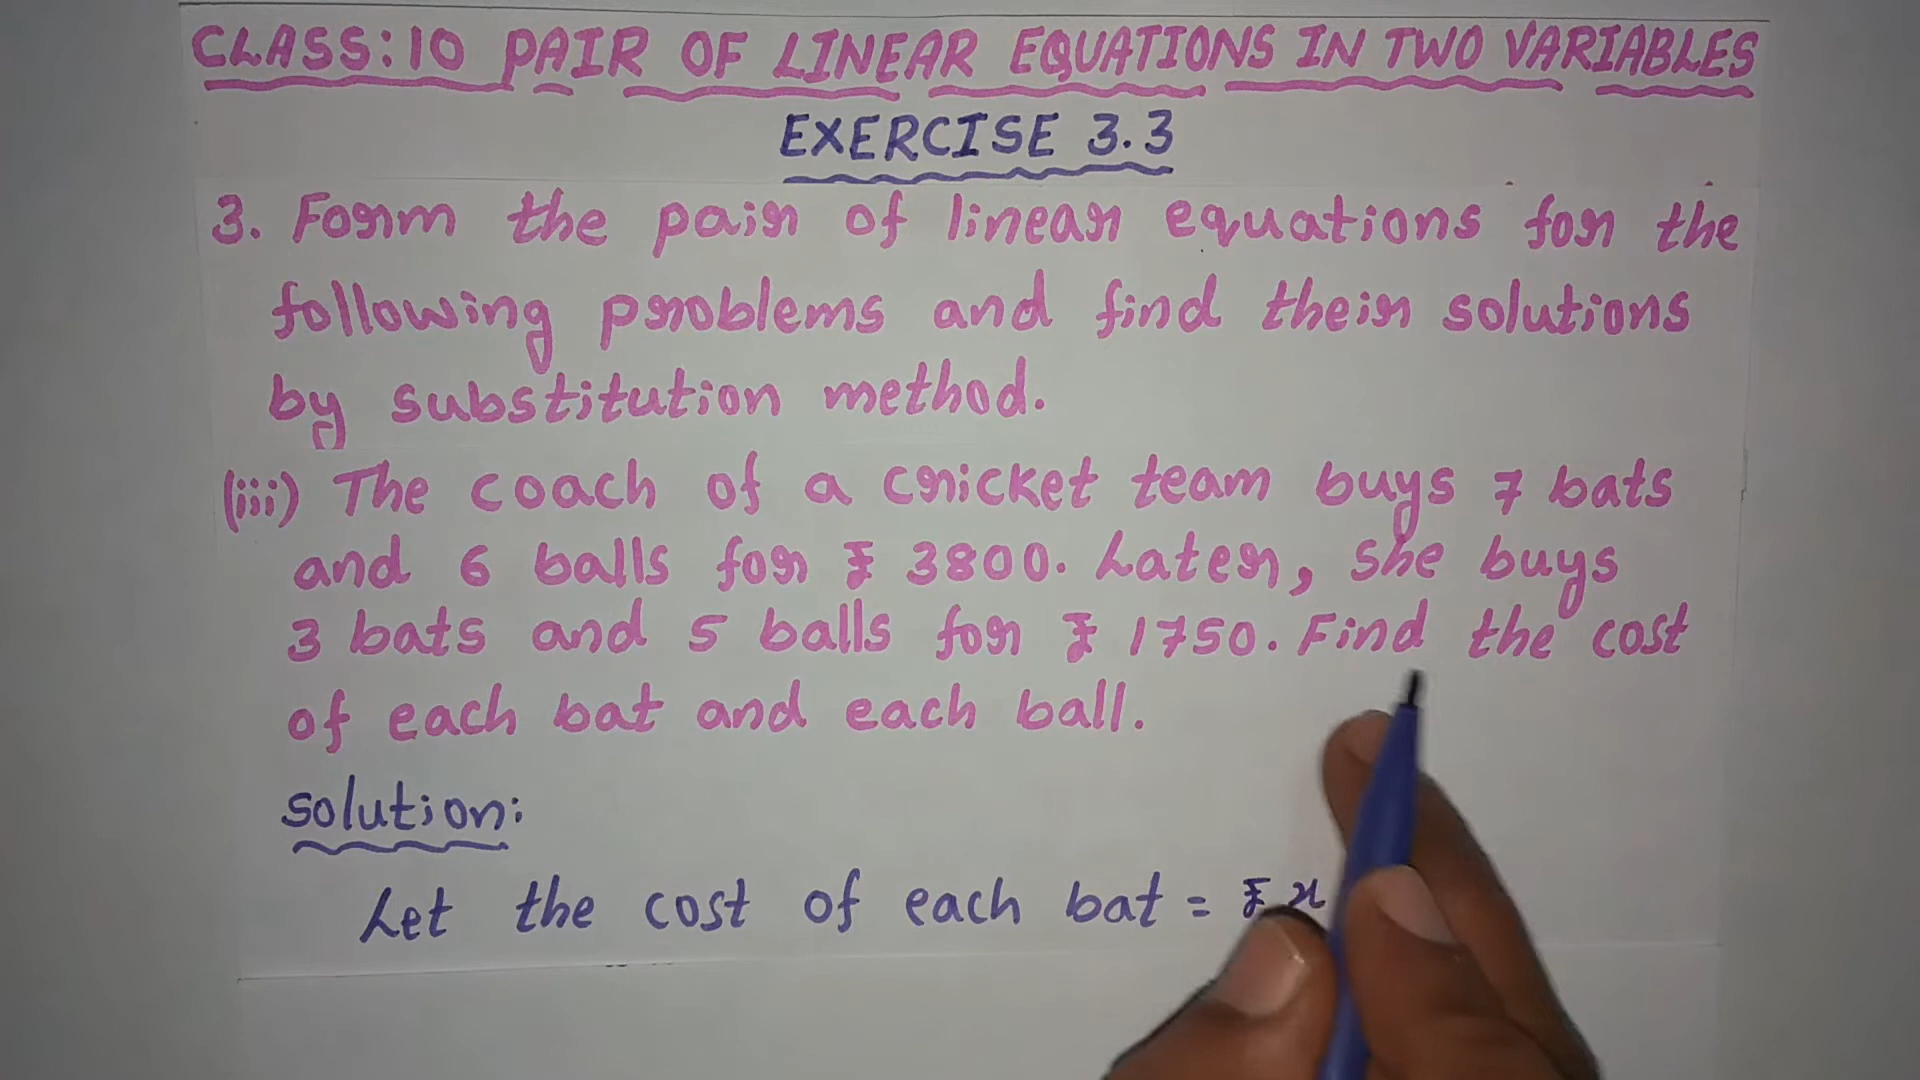 CLASS:10 PAIR OF LINEAR EQUATIONS IN TWO VARIABLES
EXERCISE 3.3
3. Form the pair of linear equations for the
following problems and find their solutions
by substitution method.
(iii) The coach of a cricket team buys 7 bats
and 6 balls for ₹ 3800. Later, she buys
3 bats and 5 balls for ₹ 1750. Find the cost
of each bat and each ball.
Solution:
Let the cost of each bat = ₹ x